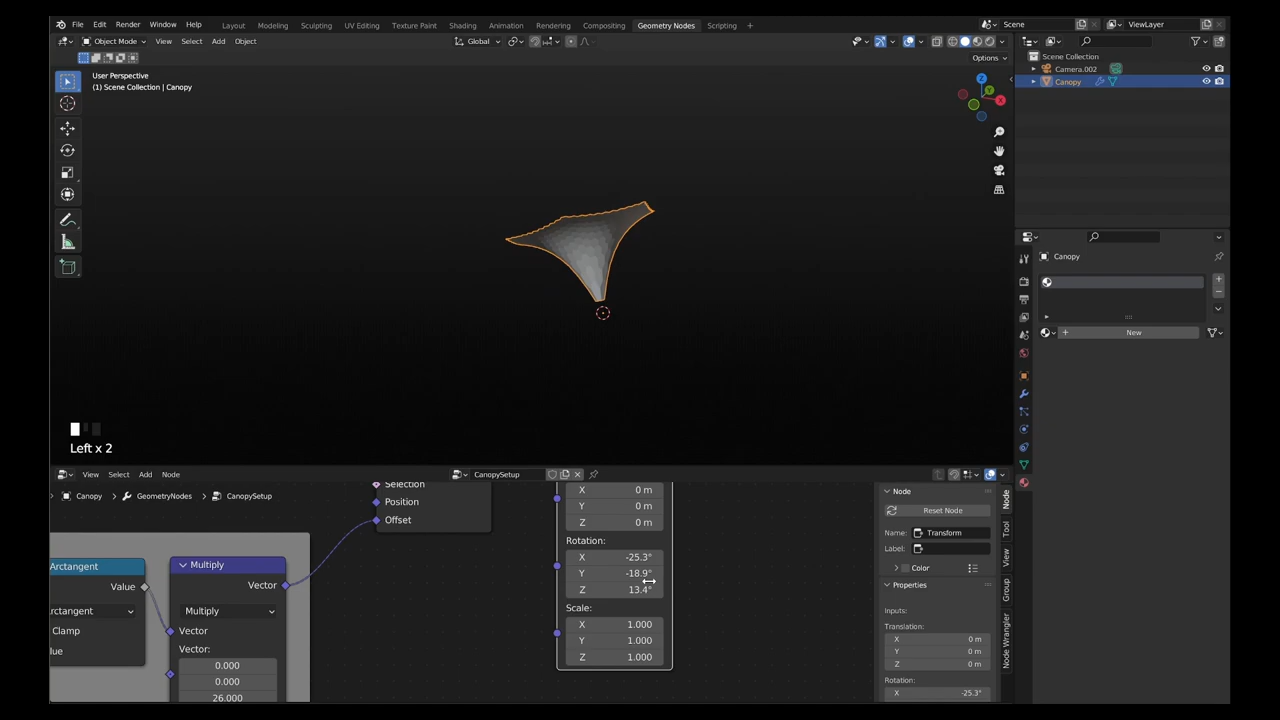 File Edit Render Window Help Layout Modeling Sculpting UV Editing Texture Paint Shading Animation Rendering Compositing Geometry Nodes Scripting + Scene ViewLayer
Object Mode View Select Add Object Global
Options
User Perspective
(1) Scene Collection | Canopy
Z
Y
X
Scene Collection
Camera.002
Canopy
Canopy
New
Left x 2
View Select Add Node CanopySetup
Canopy > GeometryNodes > CanopySetup
Selection
Position
Offset
Arctangent
Value
rctangent
Clamp
lue
Multiply
Vector
Multiply
Vector
Vector:
0.000
0.000
26.000
X 0 m
Y 0 m
Z 0 m
Rotation:
X -25.3°
Y -18.9°
Z 13.4°
Scale:
X 1.000
Y 1.000
Z 1.000
Node
Reset Node
Name: Transform
Label:
Color
Properties
Inputs:
Translation:
X 0 m
Y 0 m
Z 0 m
Rotation:
X -25.3°
Node
Tool
View
Group
Node Wrangler